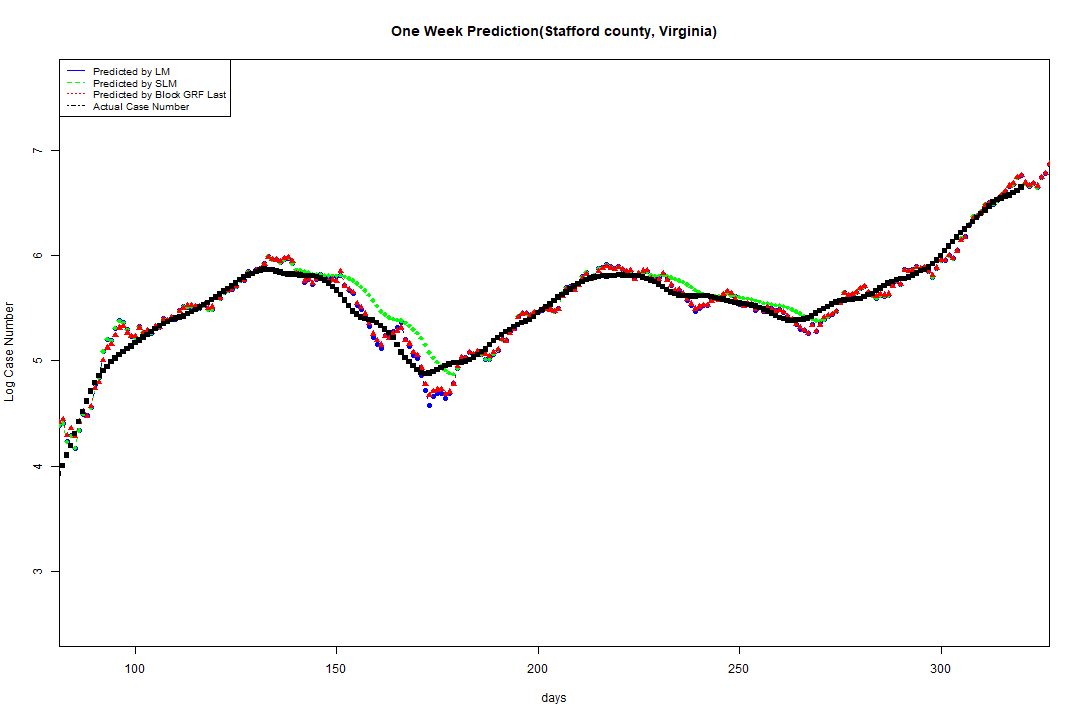 One Week Prediction(Stafford county, Virginia)
Predicted by LM
Predicted by SLM
Predicted by Block GRF Last
Actual Case Number
7
6
5
4
3
Log Case Number
100 150 200 250 300
days